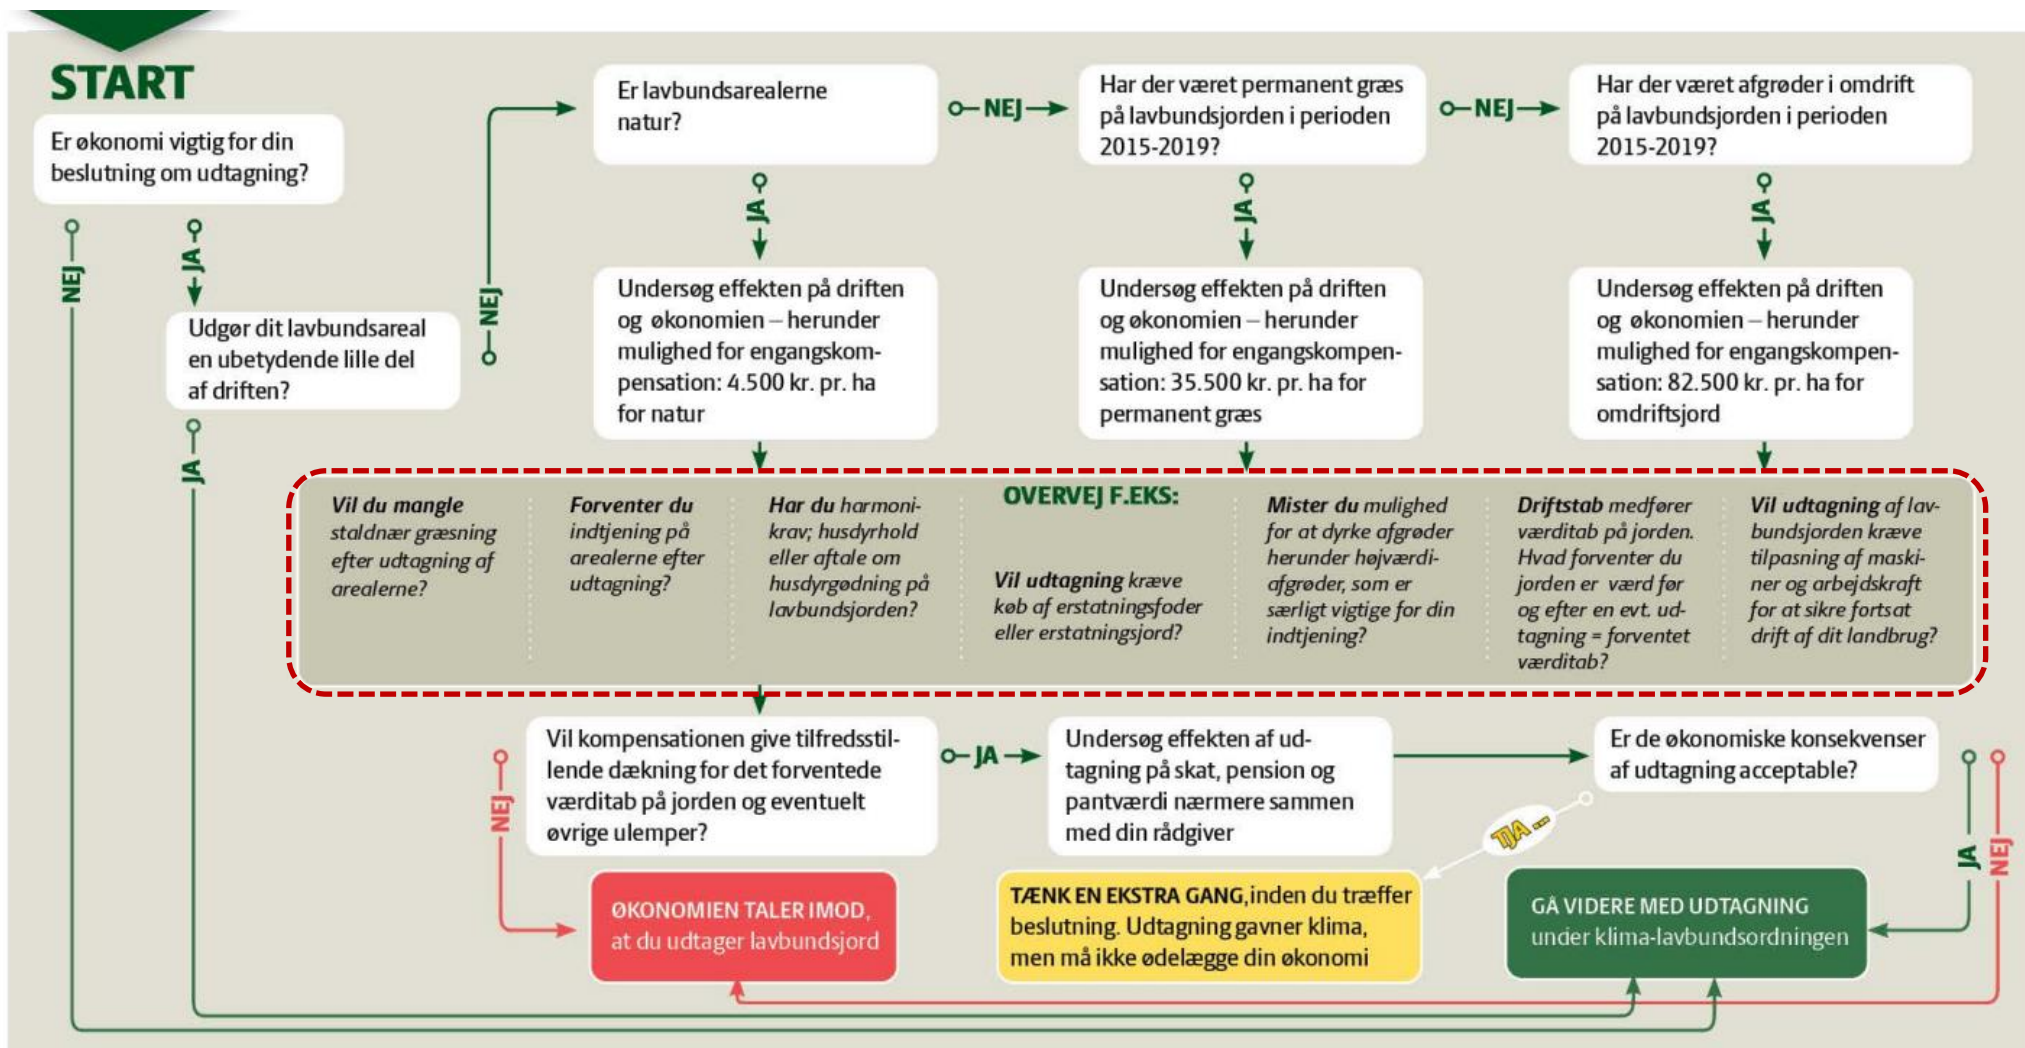 START
Er økonomi vigtig for din
beslutning om udtagning?
NEJ
JA
Udgør dit lavbundsareal
en ubetydende lille del
af driften?
JA
NEJ
Er lavbundsarealerne
natur?
NEJ
Har der været permanent græs
på lavbundsjorden i perioden
2015-2019?
NEJ
Har der været afgrøder i omdrift
på lavbundsjorden i perioden
2015-2019?
JA
JA
JA
Undersøg effekten på driften
og økonomien – herunder
mulighed for engangskom-
pensation: 4.500 kr. pr. ha
for natur
Undersøg effekten på driften
og økonomien – herunder
mulighed for engangskompen-
sation: 35.500 kr. pr. ha for
permanent græs
Undersøg effekten på driften
og økonomien – herunder
mulighed for engangskompen-
sation: 82.500 kr. pr. ha for
omdriftsjord
OVERVEJ F.EKS:
Vil du mangle
staldnær græsning
efter udtagning af
arealerne?
Forventer du
indtjening på
arealerne efter
udtagning?
Har du harmoni-
krav; husdyrhold
eller aftale om
husdyrgødning på
lavbundsjorden?
Vil udtagning kræve
køb af erstatningsfoder
eller erstatningsjord?
Mister du mulighed
for at dyrke afgrøder
herunder højværdi-
afgrøder, som er
særligt vigtige for din
indtjening?
Driftstab medfører
værditab på jorden.
Hvad forventer du
jorden er værd før
og efter en evt. ud-
tagning = forventet
værditab?
Vil udtagning af lav-
bundsjorden kræve
tilpasning af maski-
ner og arbejdskraft
for at sikre fortsat
drift af dit landbrug?
NEJ
Vil kompensationen give tilfredsstil-
lende dækning for det forventede
værditab på jorden og eventuelt
øvrige ulemper?
JA
Undersøg effekten af ud-
tagning på skat, pension og
pantværdi nærmere sammen
med din rådgiver
Er de økonomiske konsekvenser
af udtagning acceptable?
TJA ...
JA
NEJ
ØKONOMIEN TALER IMOD,
at du udtager lavbundsjord
TÆNK EN EKSTRA GANG, inden du træffer
beslutning. Udtagning gavner klima,
men må ikke ødelægge din økonomi
GÅ VIDERE MED UDTAGNING
under klima-lavbundsordningen